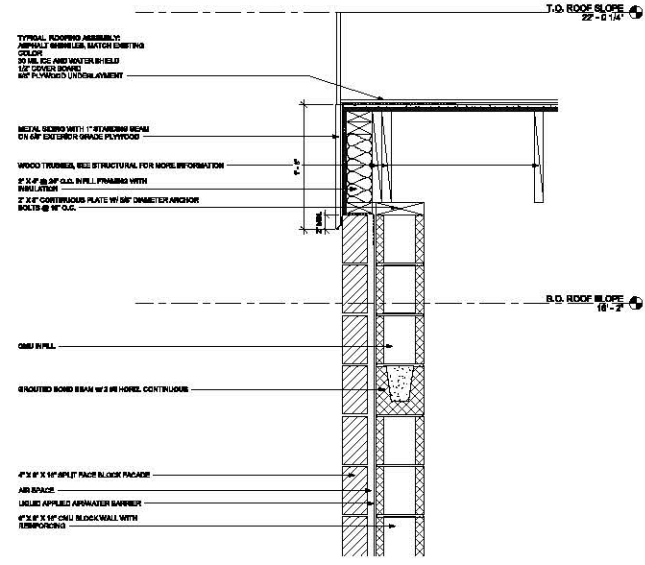 T.O. ROOF SLOPE
22' - 0 1/4"
TYPICAL ROOFING ASSEMBLY:
ASPHALT SHINGLES, MATCH EXISTING
COLOR
30 MIL ICE AND WATER SHIELD
1/2" COVER BOARD
5/8" PLYWOOD UNDERLAYMENT
METAL SIDING WITH 1" STANDING SEAM
ON 5/8" EXTERIOR GRADE PLYWOOD
WOOD TRUSSES, SEE STRUCTURAL FOR MORE INFORMATION
2" X 4" @ 24" O.C. INFILL FRAMING WITH
INSULATION
2" X 8" CONTINUOUS PLATE W/ 5/8" DIAMETER ANCHOR
BOLTS @ 16" O.C.
2" MIN.
B.O. ROOF SLOPE
18' - 2"
CMU INFILL
GROUTED BOND BEAM w/ 2 #5 HORIZ. CONTINUOUS
4" X 8" X 16" SPLIT FACE BLOCK FACADE
AIR SPACE
LIQUID APPLIED AIR/WATER BARRIER
CMU BLOCK WALL WITH
REINFORCING